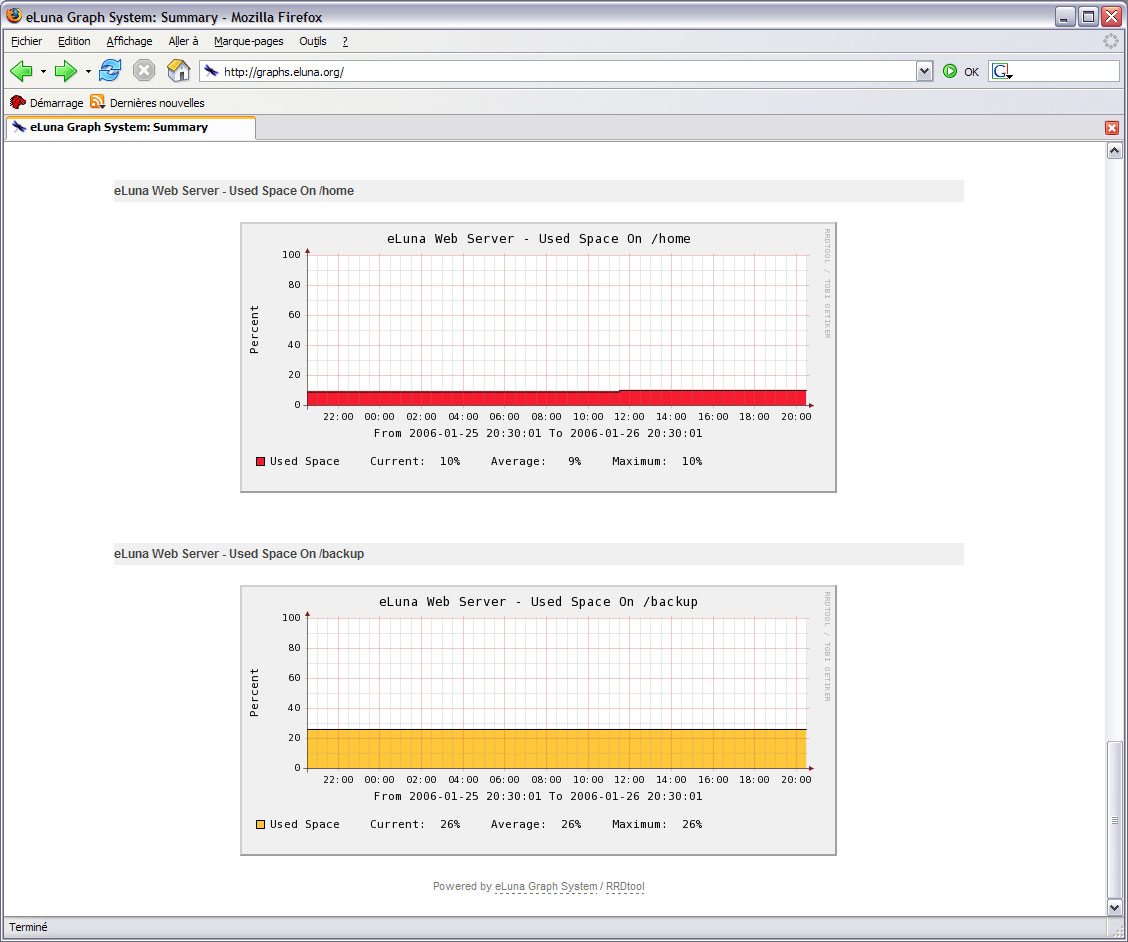 eLuna Graph System: Summary - Mozilla Firefox
Fichier Edition Affichage Aller à Marque-pages Outils ?
http://graphs.eluna.org/ OK G
Démarrage Dernières nouvelles
eLuna Graph System: Summary
eLuna Web Server - Used Space On /home
eLuna Web Server - Used Space On /home
RRDTOOL / TOBI OETIKER
Percent
100
80
60
40
20
0
22:00 00:00 02:00 04:00 06:00 08:00 10:00 12:00 14:00 16:00 18:00 20:00
From 2006-01-25 20:30:01 To 2006-01-26 20:30:01
Used Space Current: 10% Average: 9% Maximum: 10%
eLuna Web Server - Used Space On /backup
eLuna Web Server - Used Space On /backup
RRDTOOL / TOBI OETIKER
Percent
100
80
60
40
20
0
22:00 00:00 02:00 04:00 06:00 08:00 10:00 12:00 14:00 16:00 18:00 20:00
From 2006-01-25 20:30:01 To 2006-01-26 20:30:01
Used Space Current: 26% Average: 26% Maximum: 26%
Powered by eLuna Graph System / RRDtool
Terminé